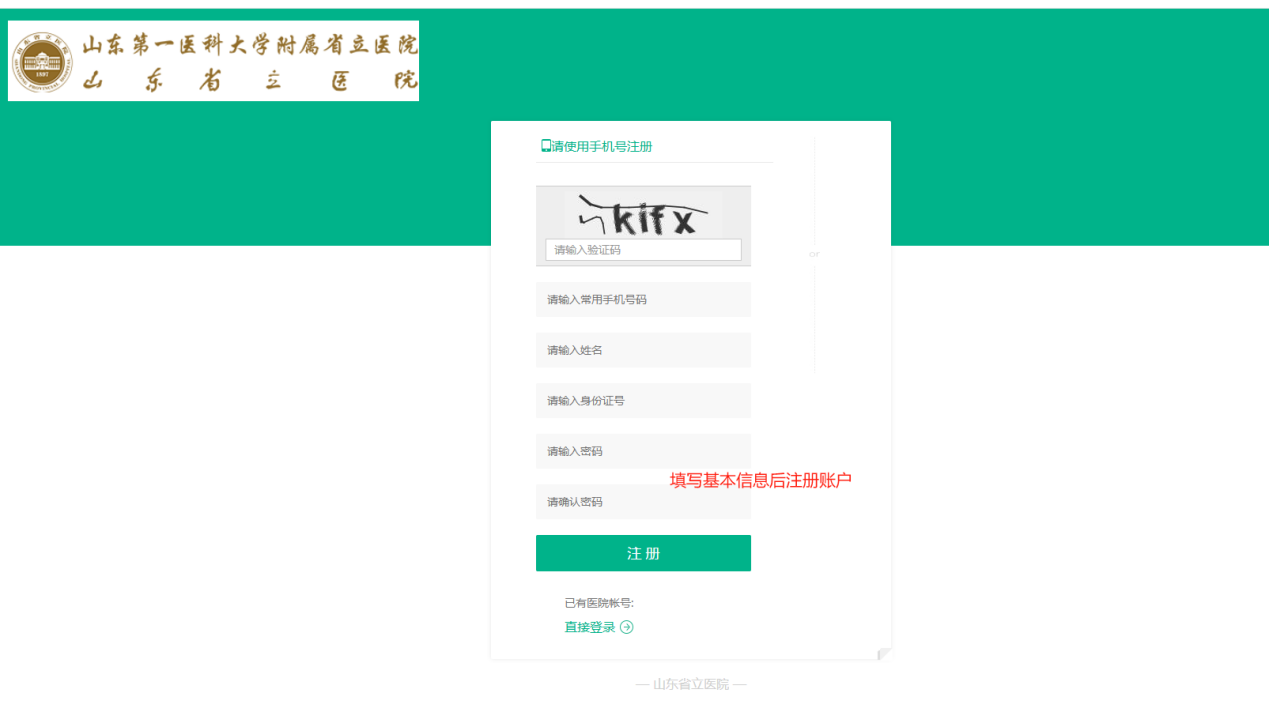 山东第一医科大学附属省立医院
山东省立医院
请使用手机号注册
kifx
请输入验证码
or
请输入常用手机号码
请输入姓名
请输入身份证号
请输入密码
填写基本信息后注册账户
请确认密码
注 册
已有医院帐号:
直接登录
— 山东省立医院 —